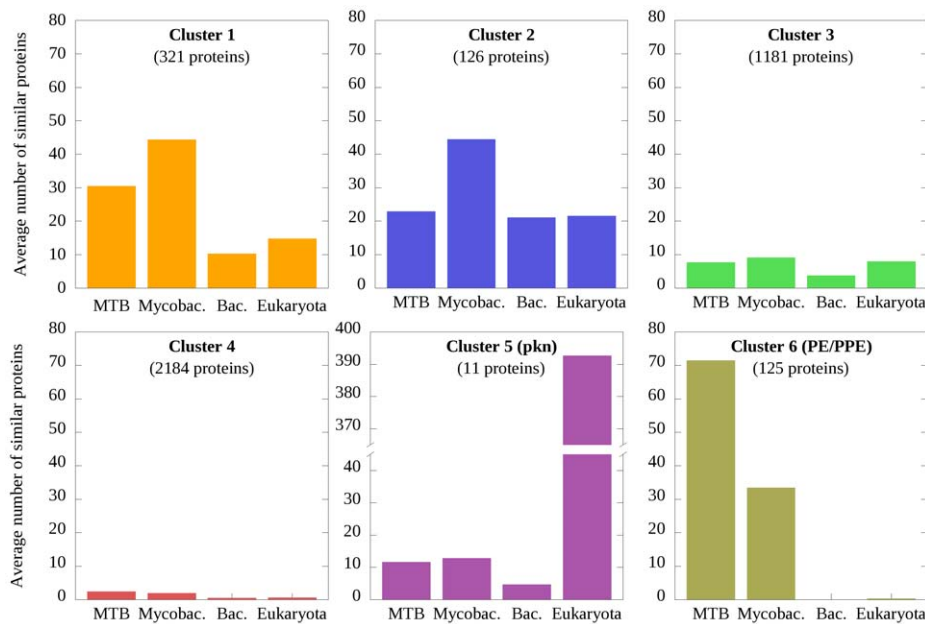 Average number of similar proteins
80
70
60
50
40
30
20
10
0
Cluster 1
(321 proteins)
MTB Mycobac. Bac. Eukaryota
80
70
60
50
40
30
20
10
0
Cluster 2
(126 proteins)
MTB Mycobac. Bac. Eukaryota
80
70
60
50
40
30
20
10
0
Cluster 3
(1181 proteins)
MTB Mycobac. Bac. Eukaryota
Average number of similar proteins
80
70
60
50
40
30
20
10
0
Cluster 4
(2184 proteins)
MTB Mycobac. Bac. Eukaryota
400
390
380
370
40
30
20
10
0
Cluster 5 (pkn)
(11 proteins)
MTB Mycobac. Bac. Eukaryota
80
70
60
50
40
30
20
10
0
Cluster 6 (PE/PPE)
(125 proteins)
MTB Mycobac. Bac. Eukaryota